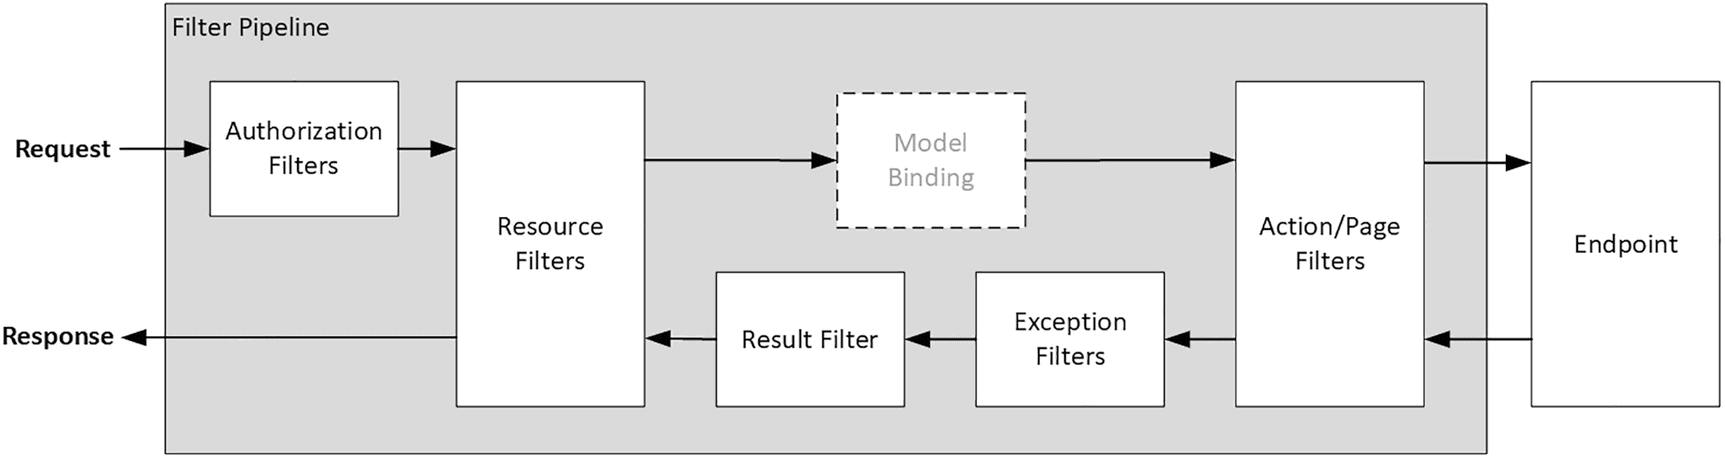 Filter Pipeline
Request
Authorization
Filters
Resource
Filters
Model
Binding
Action/Page
Filters
Endpoint
Response
Result Filter
Exception
Filters